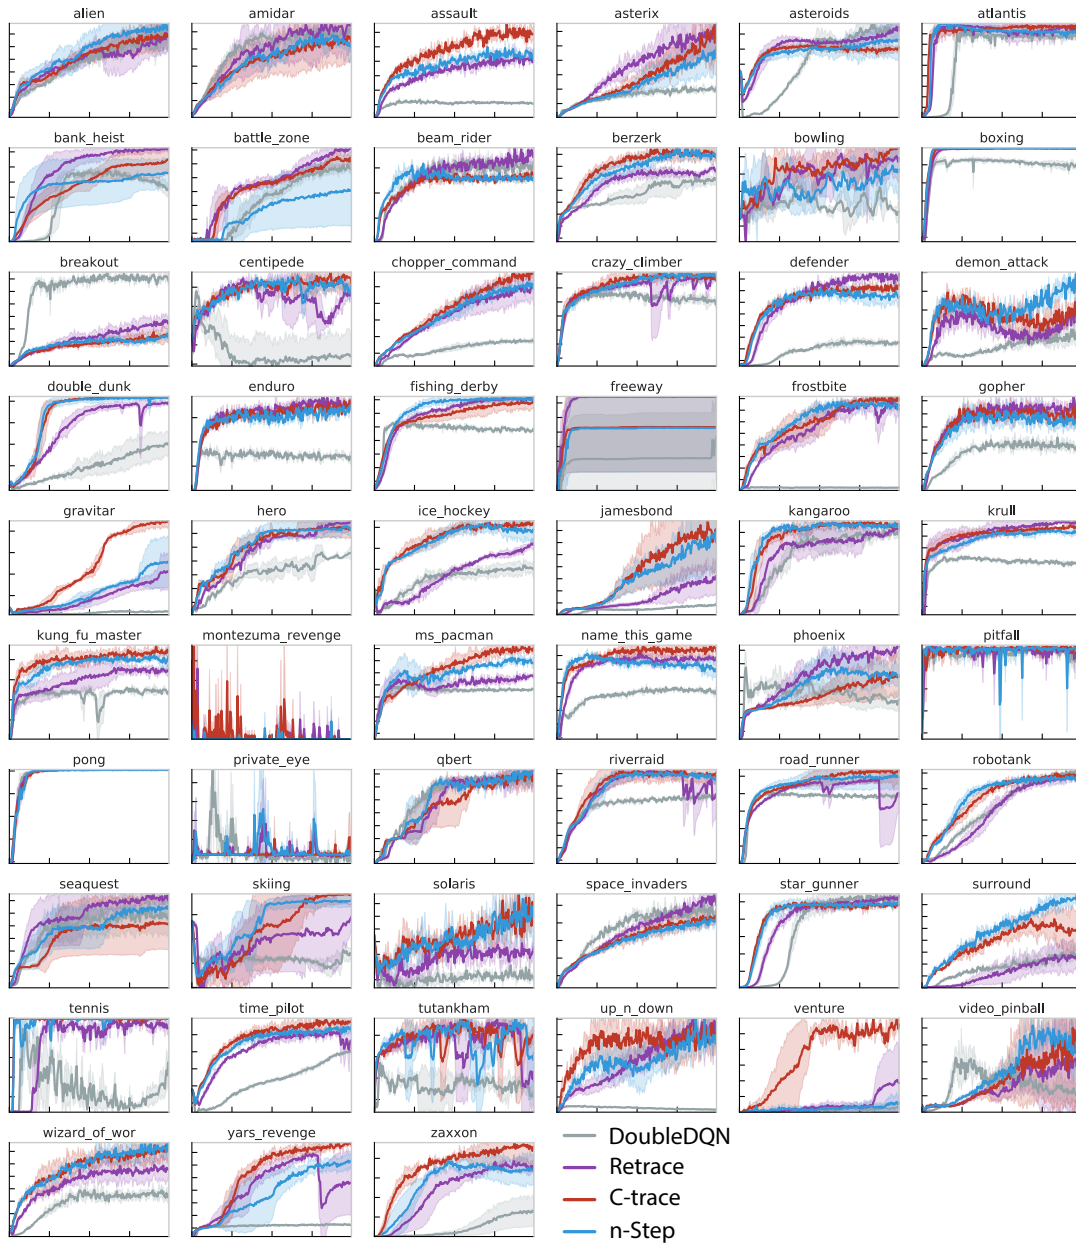 alien amidar assault asterix asteroids atlantis
bank_heist battle_zone beam_rider berzerk bowling boxing
breakout centipede chopper_command crazy_climber defender demon_attack
double_dunk enduro fishing_derby freeway frostbite gopher
gravitar hero ice_hockey jamesbond kangaroo krull
kung_fu_master montezuma_revenge ms_pacman name_this_game phoenix pitfall
pong private_eye qbert riverraid road_runner robotank
seaquest skiing solaris space_invaders star_gunner surround
tennis time_pilot tutankham up_n_down venture video_pinball
wizard_of_wor yars_revenge zaxxon
DoubleDQN
Retrace
C-trace
n-Step